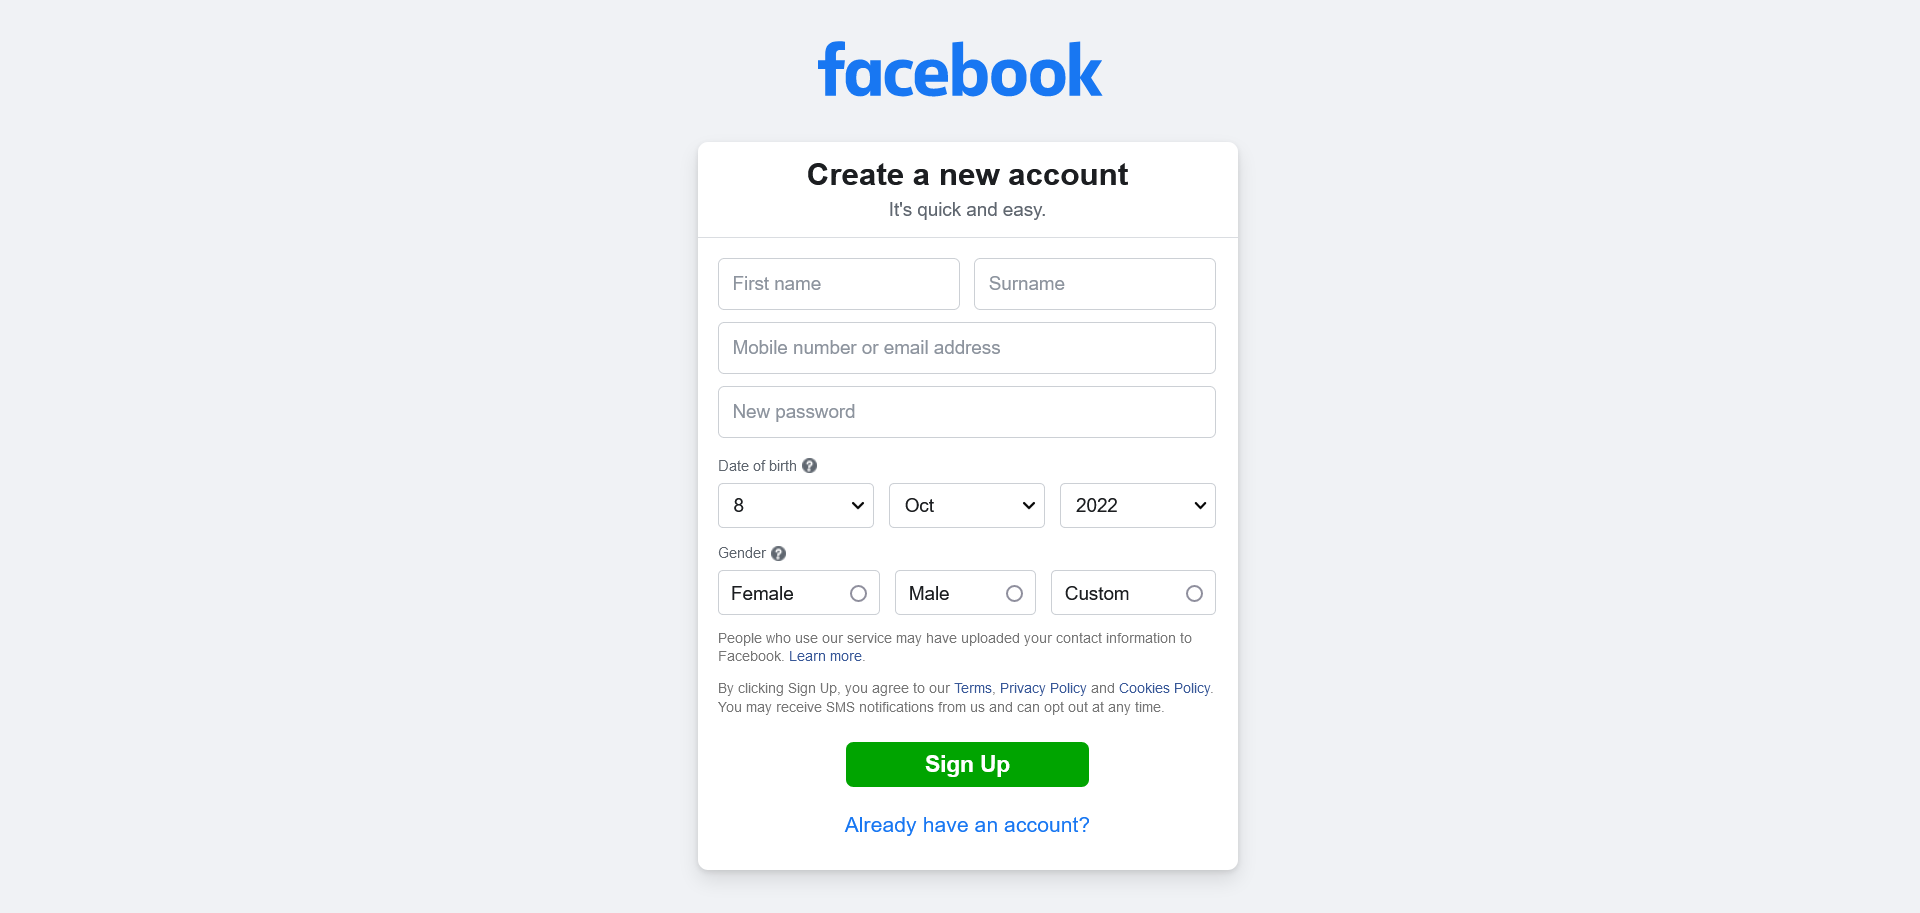 facebook
Create a new account
It's quick and easy.
First name Surname
Mobile number or email address
New password
Date of birth ?
8 Oct 2022
Gender ?
Female Male Custom
People who use our service may have uploaded your contact information to
Facebook. Learn more.
By clicking Sign Up, you agree to our Terms, Privacy Policy and Cookies Policy.
You may receive SMS notifications from us and can opt out at any time.
Sign Up
Already have an account?